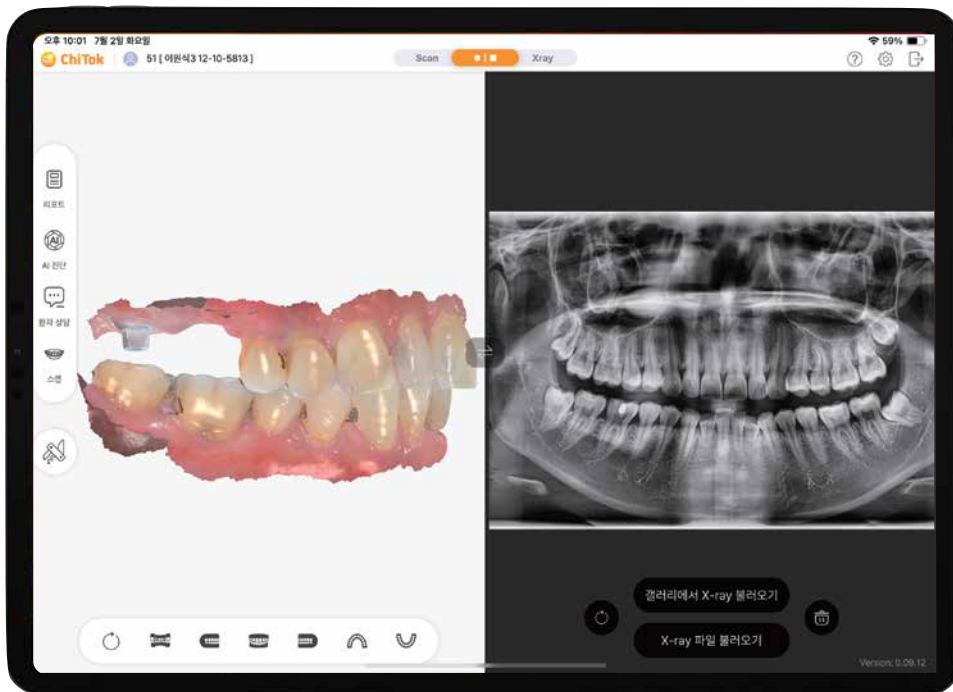 오후 10:01 7월 2일 화요일
59%
ChiTok
51 [ 이원식3 12-10-5813 ]
Scan
Xray
?
리포트
AI
AI 진단
환자 상담
스캔
갤러리에서 X-ray 불러오기
X-ray 파일 불러오기
Version: 0.09.12